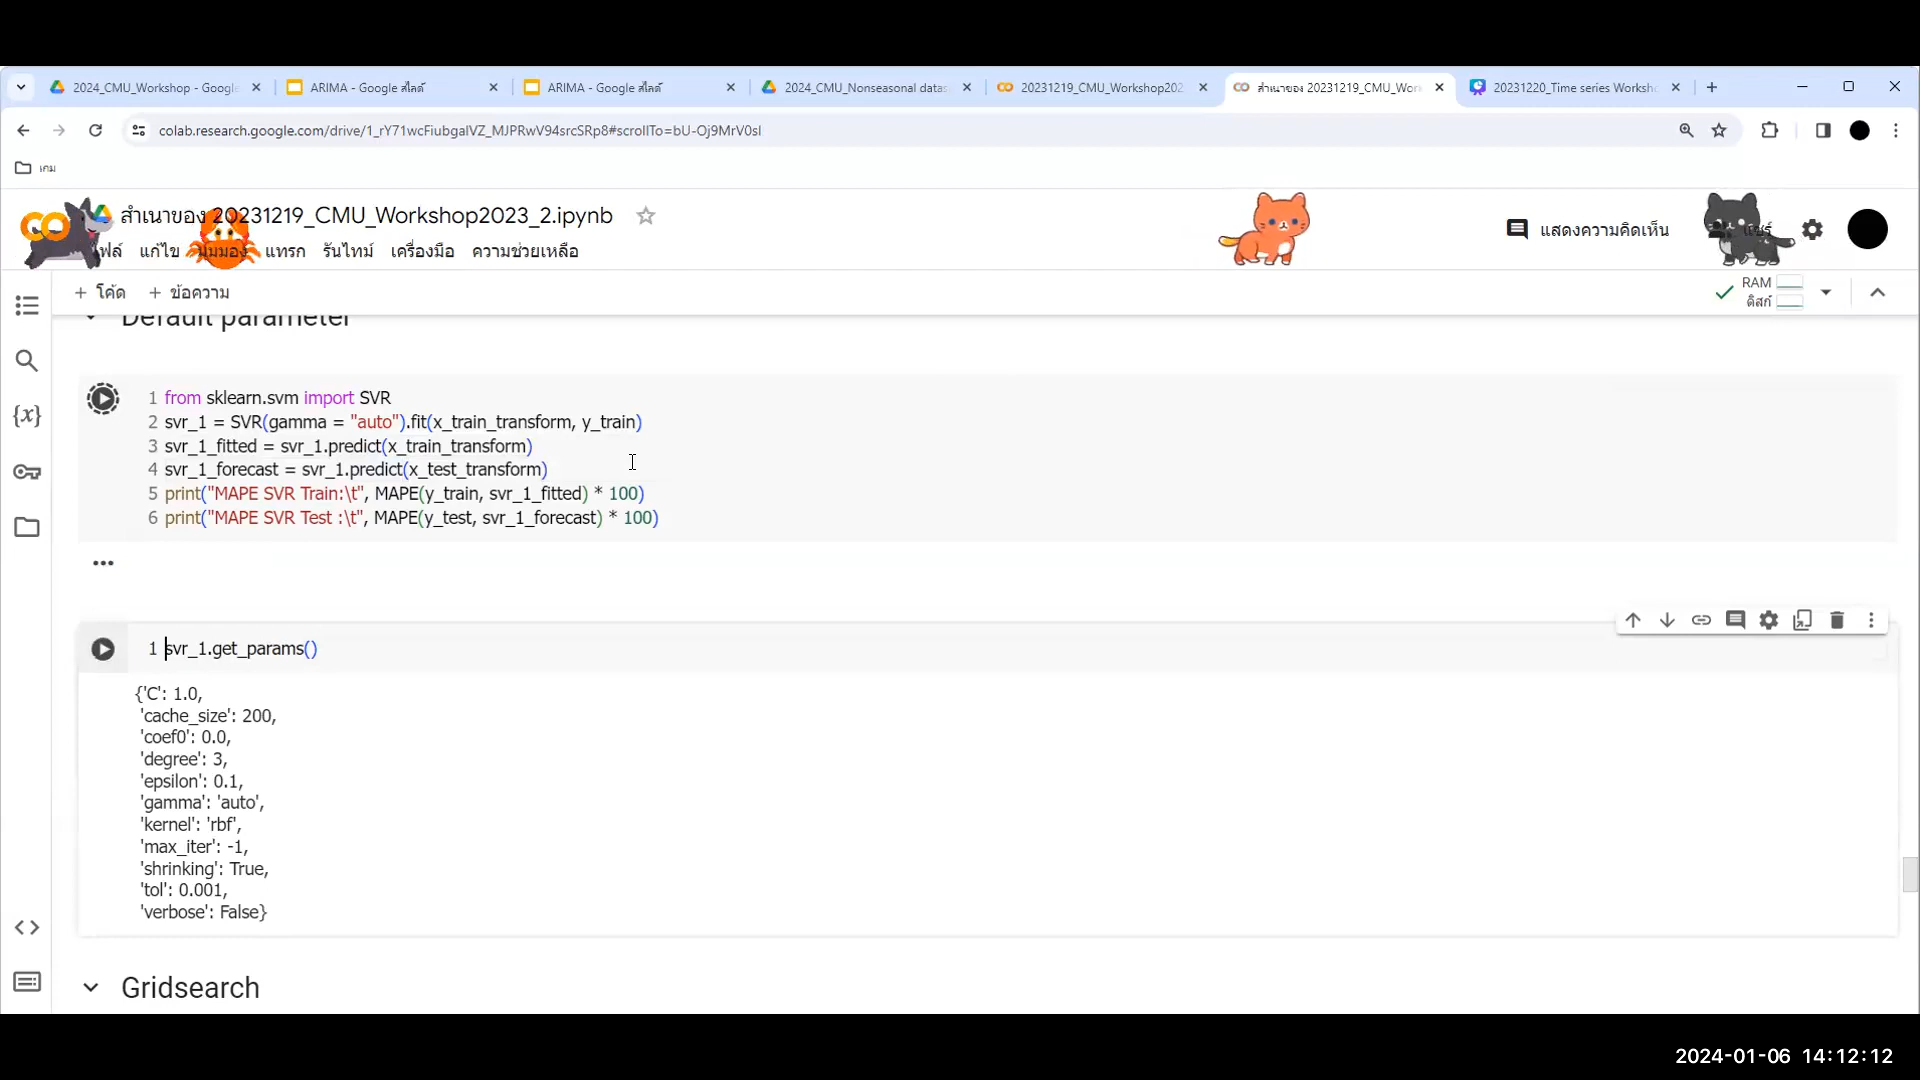 2024_CMU_Workshop - Google
ARIMA - Google สไลด์
ARIMA - Google สไลด์
2024_CMU_Nonseasonal datas
20231219_CMU_Workshop202
สำเนาของ 20231219_CMU_Wor
20231220_Time series Worksh
colab.research.google.com/drive/1_rY71wcFiubgaIVZ_MJPRwV94srcSRp8#scrollTo=bU-Oj9MrV0sI
เกม
สำเนาของ 20231219_CMU_Workshop2023_2.ipynb
แสดงความคิดเห็น
แชร์
ไฟล์ แก้ไข มุมมอง แทรก รันไทม์ เครื่องมือ ความช่วยเหลือ
+ โค้ด + ข้อความ
RAM
ดิสก์
Default parameter
1 from sklearn.svm import SVR
2 svr_1 = SVR(gamma = "auto").fit(x_train_transform, y_train)
3 svr_1_fitted = svr_1.predict(x_train_transform)
4 svr_1_forecast = svr_1.predict(x_test_transform)
5 print("MAPE SVR Train:\t", MAPE(y_train, svr_1_fitted) * 100)
6 print("MAPE SVR Test :\t", MAPE(y_test, svr_1_forecast) * 100)
1 svr_1.get_params()
{'C': 1.0,
'cache_size': 200,
'coef0': 0.0,
'degree': 3,
'epsilon': 0.1,
'gamma': 'auto',
'kernel': 'rbf',
'max_iter': -1,
'shrinking': True,
'tol': 0.001,
'verbose': False}
Gridsearch
2024-01-06 14:12:12